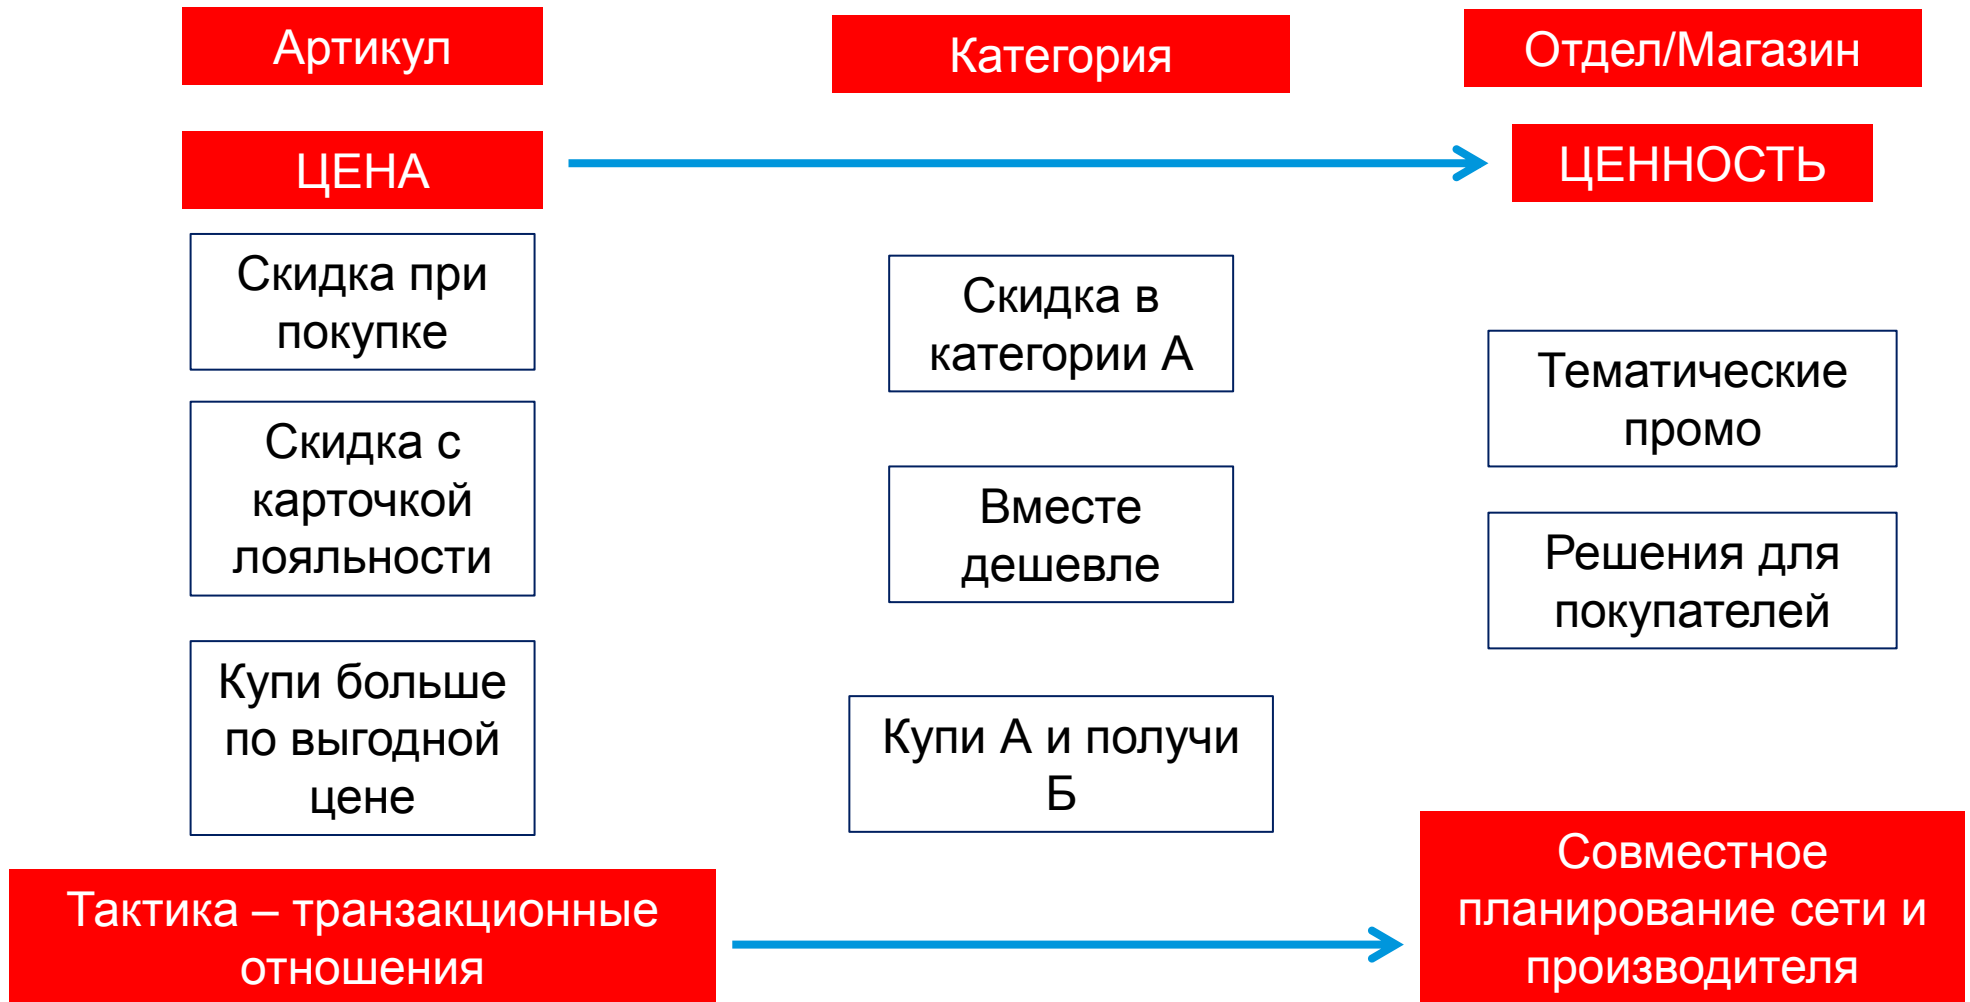 Артикул
Категория
Отдел/Магазин
ЦЕНА
ЦЕННОСТЬ
Скидка при
покупке
Скидка с
карточкой
лояльности
Купи больше
по выгодной
цене
Скидка в
категории А
Вместе
дешевле
Купи А и получи
Б
Тематические
промо
Решения для
покупателей
Тактика – транзакционные
отношения
Совместное
планирование сети и
производителя